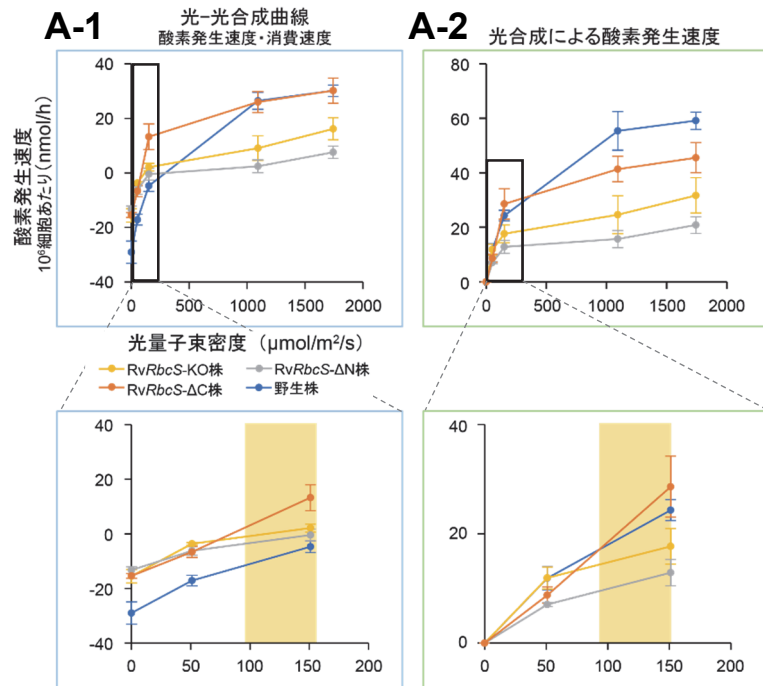 A-1
光-光合成曲線
酸素発生速度・消費速度
A-2
光合成による酸素発生速度
酸素発生速度
10⁶細胞あたり(nmol/h)
40
20
0
-20
-40
0 500 1000 1500 2000
80
60
40
20
0
0 500 1000 1500 2000
光量子束密度（μmol/m²/s）
RvRbcS-KO株 RvRbcS-ΔN株
RvRbcS-ΔC株 野生株
40
20
0
-20
-40
0 50 100 150 200
40
20
0
0 50 100 150 200